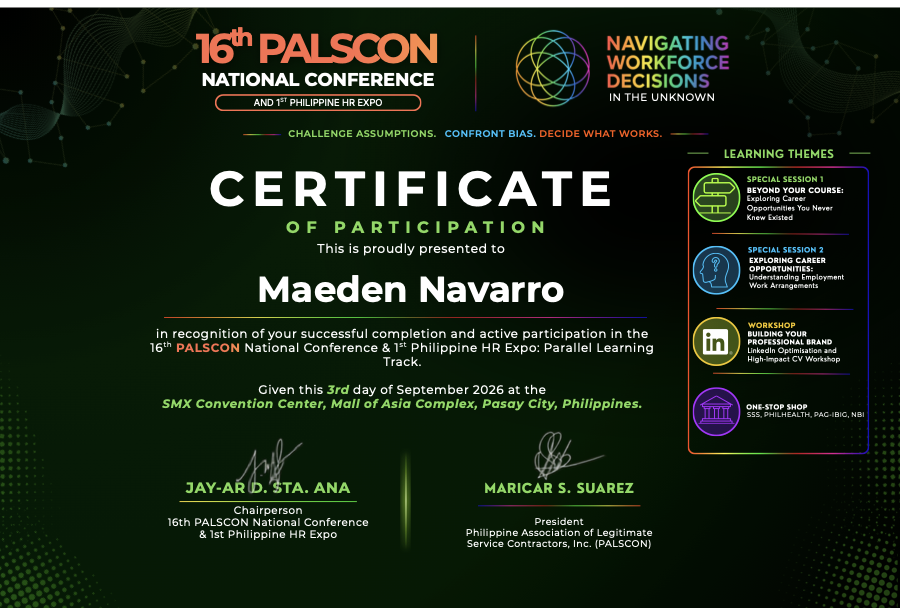 16th PALSCON
NATIONAL CONFERENCE
AND 1ST PHILIPPINE HR EXPO
NAVIGATING
WORKFORCE
DECISIONS
IN THE UNKNOWN
CHALLENGE ASSUMPTIONS. CONFRONT BIAS. DECIDE WHAT WORKS.
CERTIFICATE
OF PARTICIPATION
This is proudly presented to
Maeden Navarro
in recognition of your successful completion and active participation in the
16th PALSCON National Conference & 1st Philippine HR Expo: Parallel Learning
Track.
Given this 3rd day of September 2026 at the
SMX Convention Center, Mall of Asia Complex, Pasay City, Philippines.
JAY-AR D. STA. ANA
Chairperson
16th PALSCON National Conference
& 1st Philippine HR Expo
MARICAR S. SUAREZ
President
Philippine Association of Legitimate
Service Contractors, Inc. (PALSCON)
LEARNING THEMES
SPECIAL SESSION 1
BEYOND YOUR COURSE:
Exploring Career
Opportunities You Never
Knew Existed
SPECIAL SESSION 2
EXPLORING CAREER
OPPORTUNITIES:
Understanding Employment
Work Arrangements
in
WORKSHOP
BUILDING YOUR
PROFESSIONAL BRAND
LinkedIn Optimisation and
High-Impact CV Workshop
ONE-STOP SHOP
SSS, PHILHEALTH, PAG-IBIG, NBI